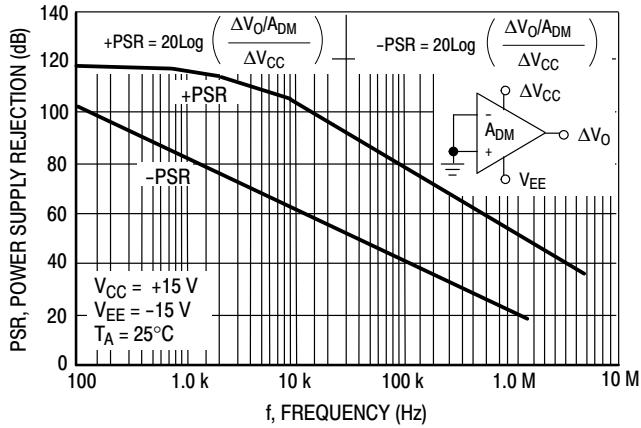 140
120
100
80
60
40
20
0
PSR, POWER SUPPLY REJECTION (dB)
+PSR = 20Log ( ΔVO/ADM / ΔVCC )
−PSR = 20Log ( ΔVO/ADM / ΔVCC )
+PSR
−PSR
ΔVCC
−
ADM
+
ΔVO
VEE
VCC = +15 V
VEE = −15 V
TA = 25°C
100 1.0 k 10 k 100 k 1.0 M 10 M
f, FREQUENCY (Hz)